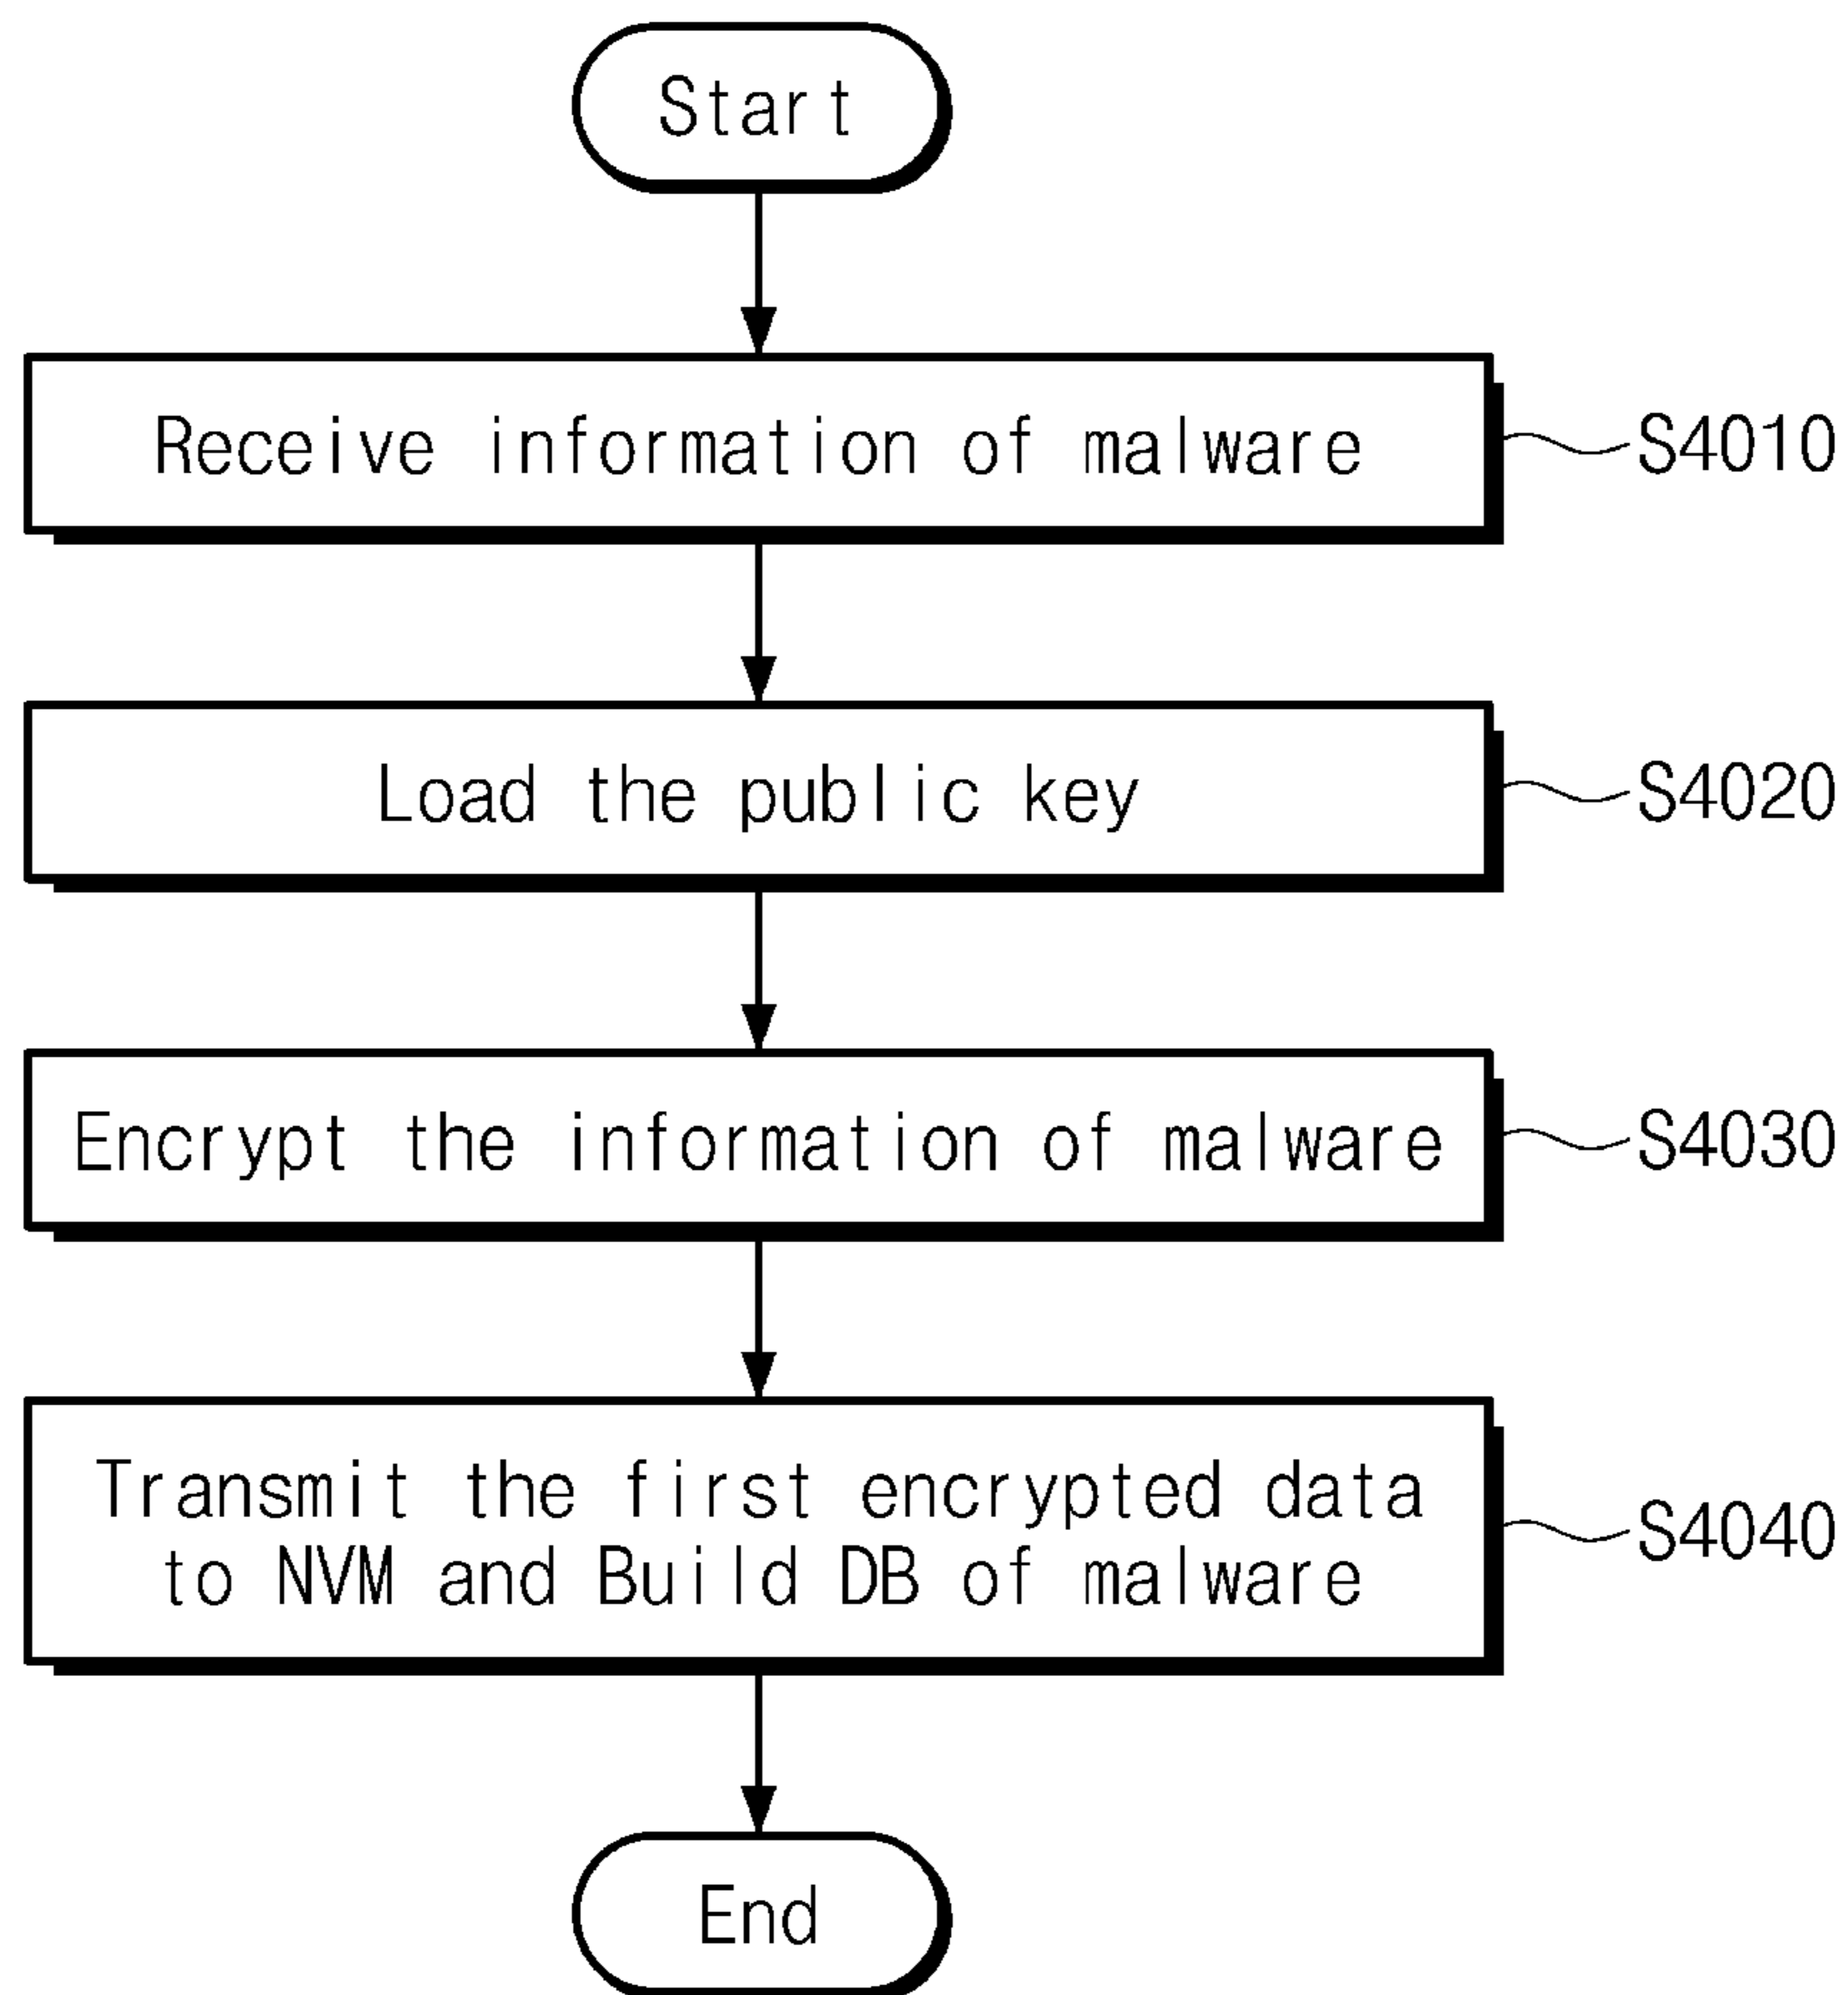 Start
Receive information of malware
S4010
Load the public key
S4020
Encrypt the information of malware
S4030
Transmit the first encrypted data
to NVM and Build DB of malware
S4040
End